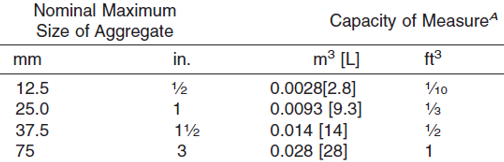 Nominal Maximum
Size of Aggregate
Capacity of Measureᴬ
mm in. m³ [L] ft³
12.5 ½ 0.0028[2.8] ⅒
25.0 1 0.0093 [9.3] ⅓
37.5 1½ 0.014 [14] ½
75 3 0.028 [28] 1